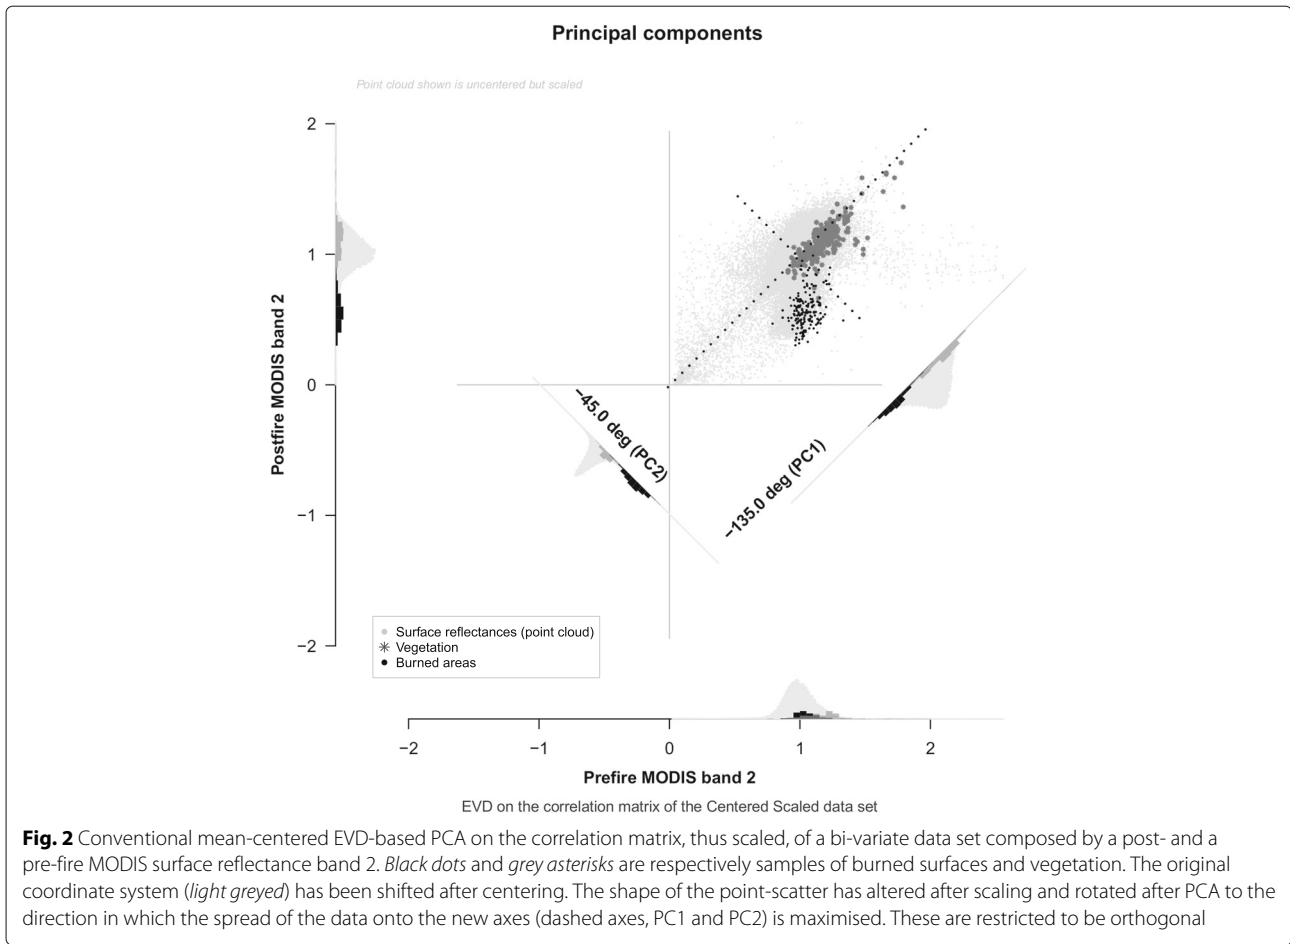 Principal components
Point cloud shown is uncentered but scaled
2
1
0
−1
−2
Postfire MODIS band 2
−45.0 deg (PC2)
−135.0 deg (PC1)
Surface reflectances (point cloud)
Vegetation
Burned areas
−2 −1 0 1 2
Prefire MODIS band 2
EVD on the correlation matrix of the Centered Scaled data set
Fig. 2 Conventional mean-centered EVD-based PCA on the correlation matrix, thus scaled, of a bi-variate data set composed by a post- and a
pre-fire MODIS surface reflectance band 2. Black dots and grey asterisks are respectively samples of burned surfaces and vegetation. The original
coordinate system (light greyed) has been shifted after centering. The shape of the point-scatter has altered after scaling and rotated after PCA to the
direction in which the spread of the data onto the new axes (dashed axes, PC1 and PC2) is maximised. These are restricted to be orthogonal